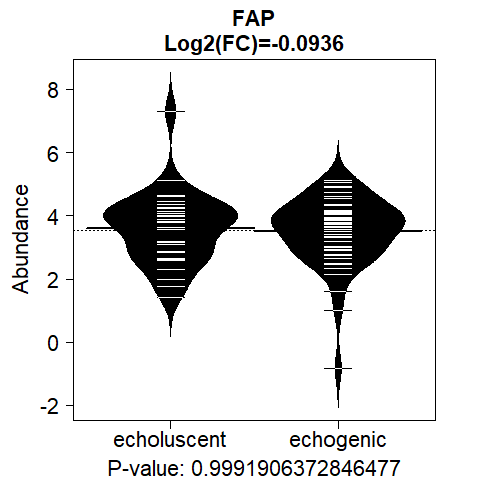 FAP
Log2(FC)=-0.0936
Abundance
8
6
4
2
0
-2
echoluscent echogenic
P-value: 0.9991906372846477